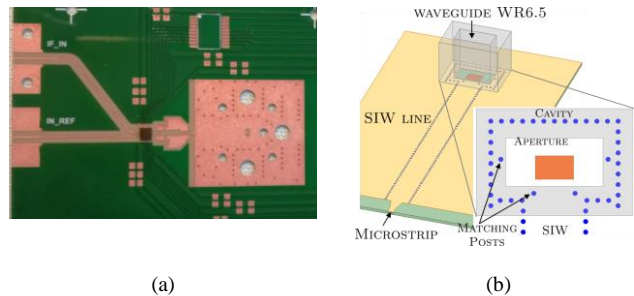 IF_IN
IN_REF
WAVEGUIDE WR6.5
SIW LINE
CAVITY
APERTURE
MICROSTRIP
MATCHING
POSTS
SIW
(a)
(b)